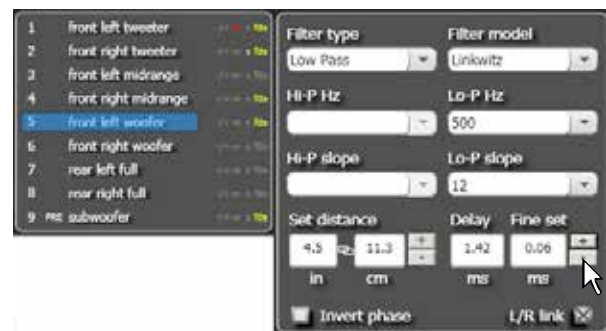 1 front left tweeter
2 front right tweeter
3 front left midrange
4 front right midrange
5 front left woofer
6 front right woofer
7 rear left full
8 rear right full
9 PRE subwoofer
Filter type Filter model
Low Pass Linkwitz
Hi-P Hz Lo-P Hz
500
Hi-P slope Lo-P slope
12
Set distance Delay Fine set
4.5 11.3 + - 1.42 0.06 +
in cm ms ms
Invert phase L/R link